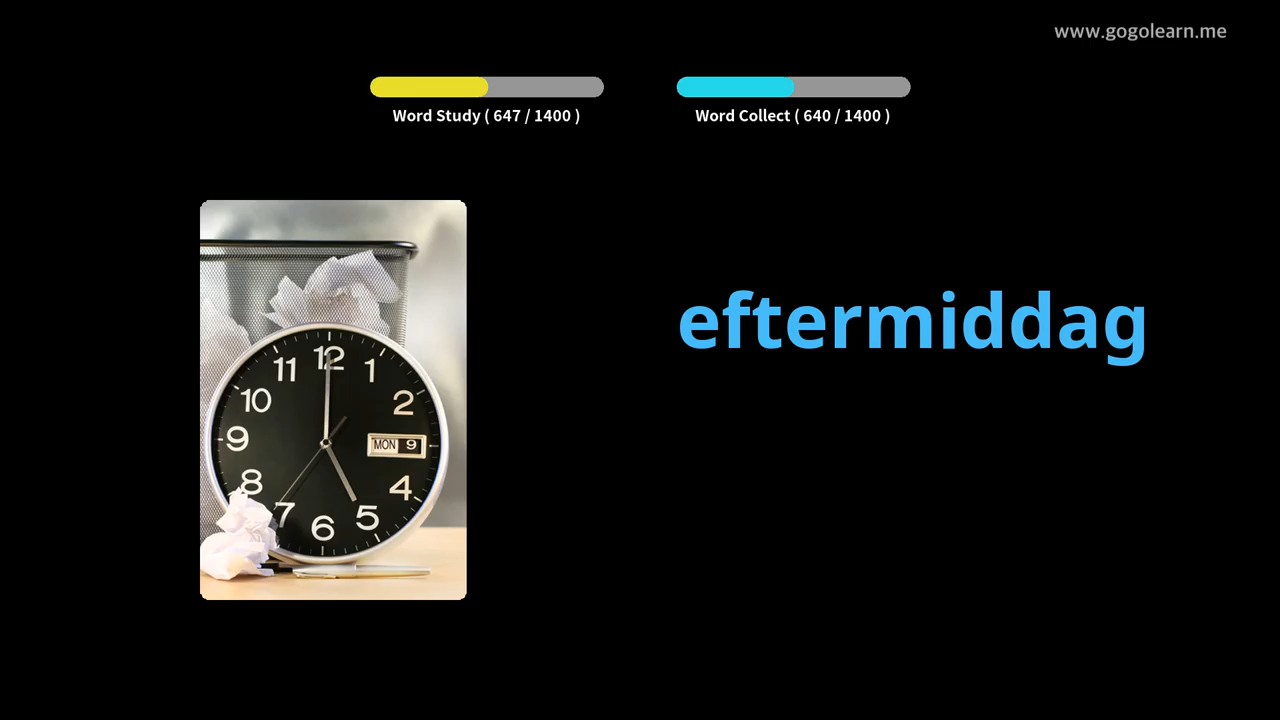 www.gogolearn.me
Word Study ( 647 / 1400 )
Word Collect ( 640 / 1400 )
eftermiddag
12
11
1
10
2
9
MON 9
8
4
7
5
6